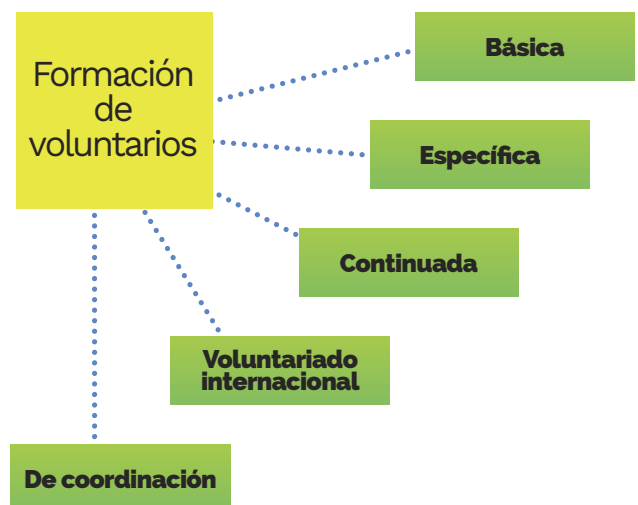 Formación
de
voluntarios
Básica
Específica
Continuada
Voluntariado
internacional
De coordinación